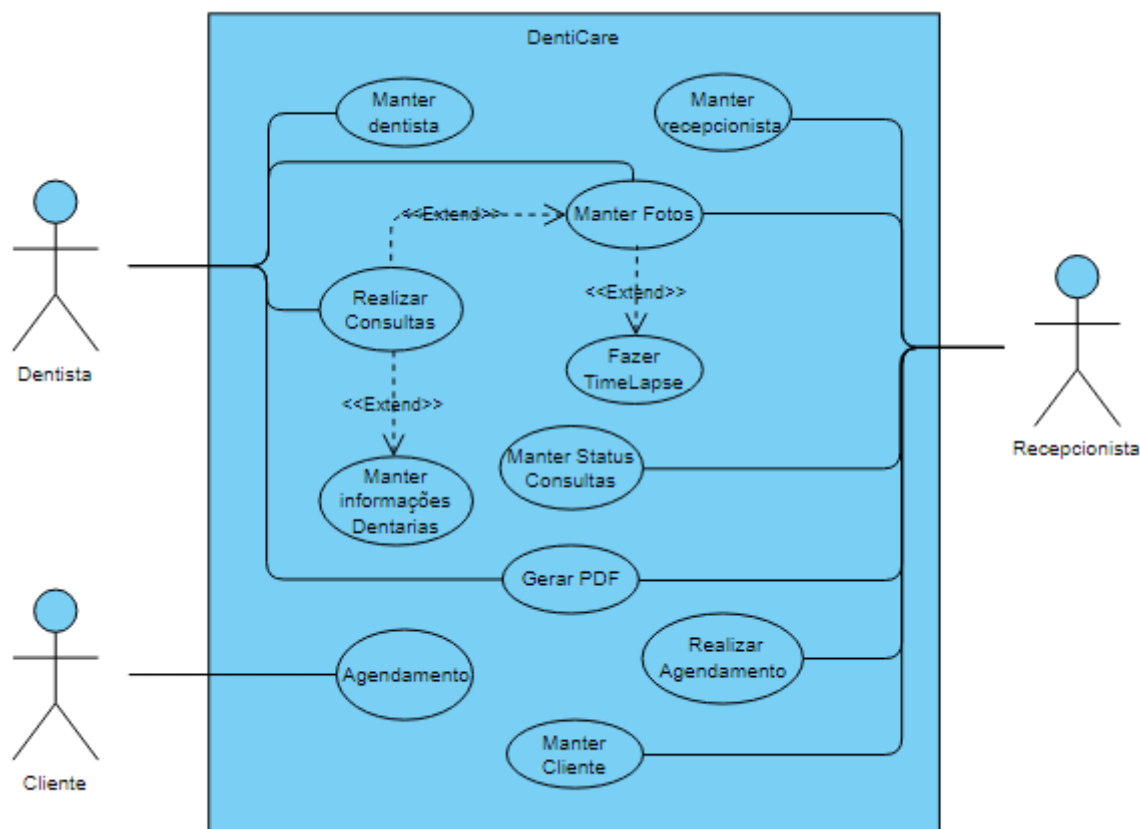 DentiCare
Manter
dentista
Manter
recepcionista
<<Extend>>
Manter Fotos
Realizar
Consultas
<<Extend>>
Dentista
Fazer
TimeLapse
<<Extend>>
Recepcionista
Manter Status
Consultas
Manter
informações
Dentarias
Gerar PDF
Realizar
Agendamento
Agendamento
Manter
Cliente
Cliente